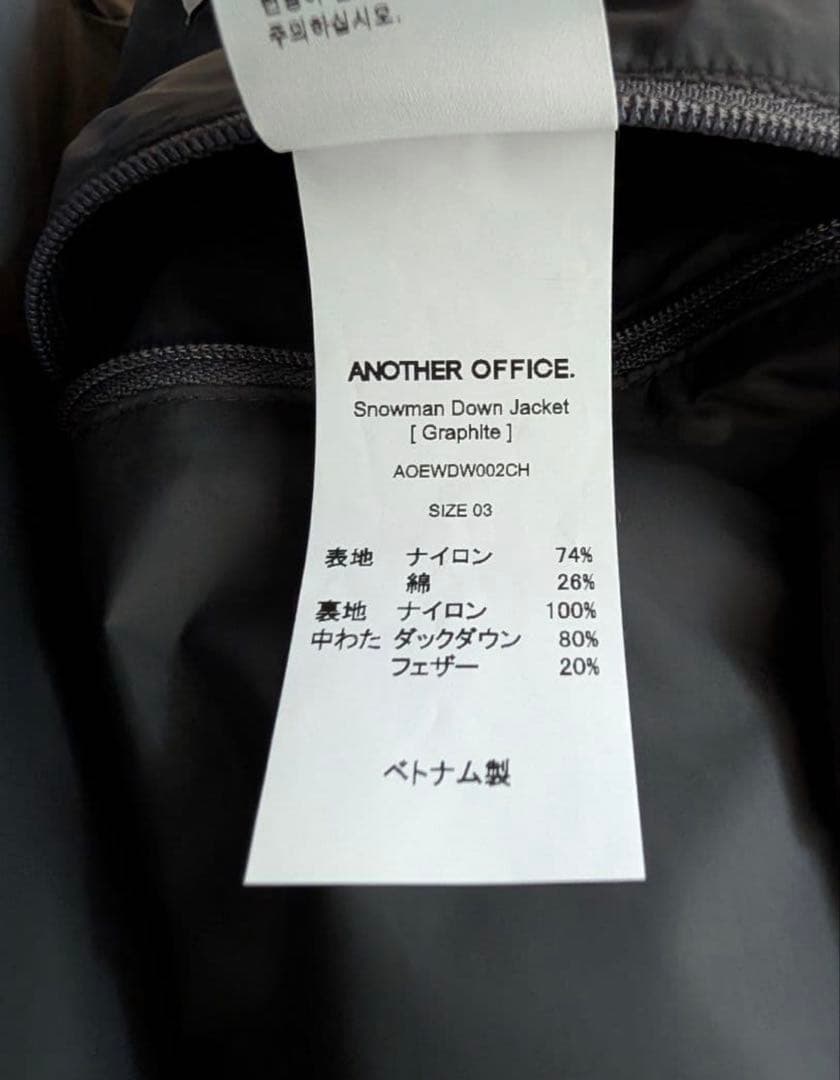 주의하십시오.
ANOTHER OFFICE.
Snowman Down Jacket
[ Graphite ]
AOEWDW002CH
SIZE 03
表地 ナイロン 74%
綿 26%
裏地 ナイロン 100%
中わた ダックダウン 80%
フェザー 20%
ベトナム製